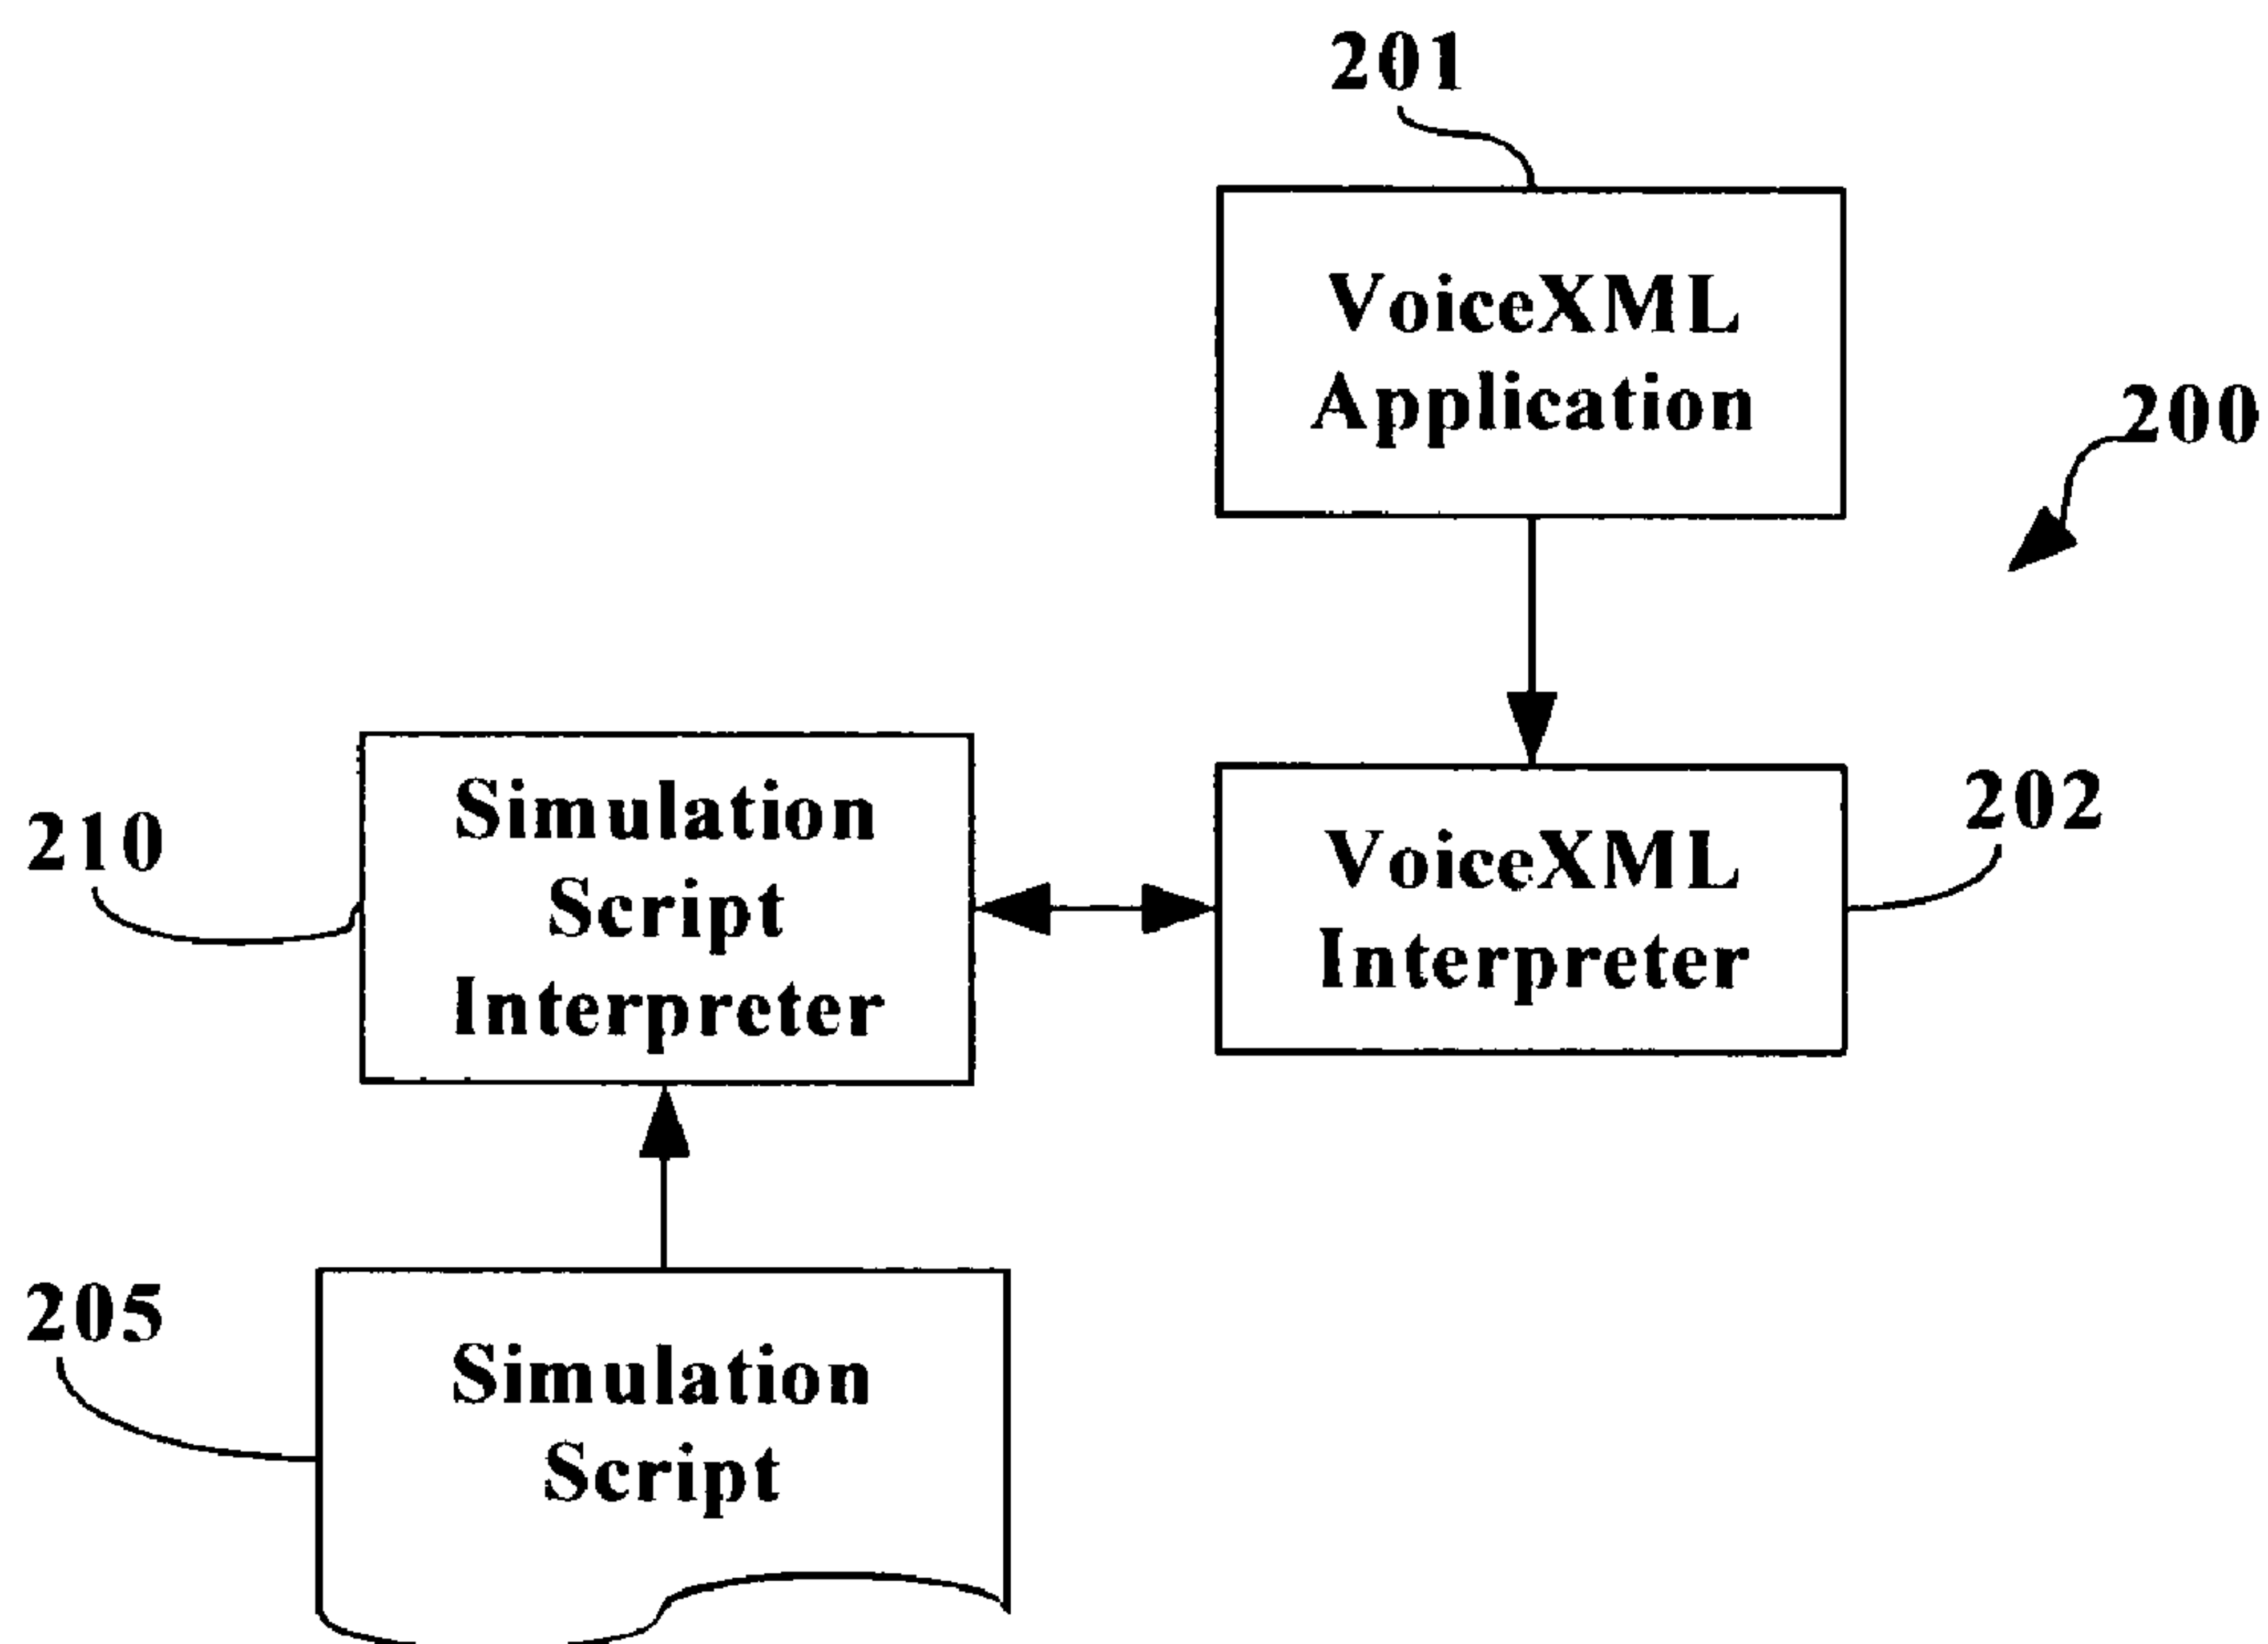 201
VoiceXML
Application
200
210
Simulation
Script
Interpreter
VoiceXML
Interpreter
202
205
Simulation
Script